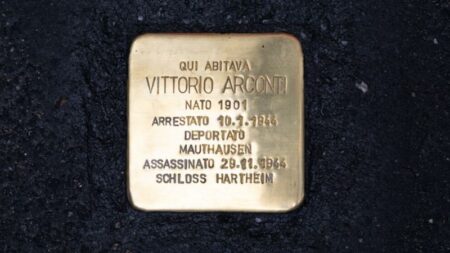 QUI ABITAVA
VITTORIO ARCONTI
NATO 1901
ARRESTATO 10.1.1944
DEPORTATO
MAUTHAUSEN
ASSASSINATO 29.11.1944
SCHLOSS HARTHEIM